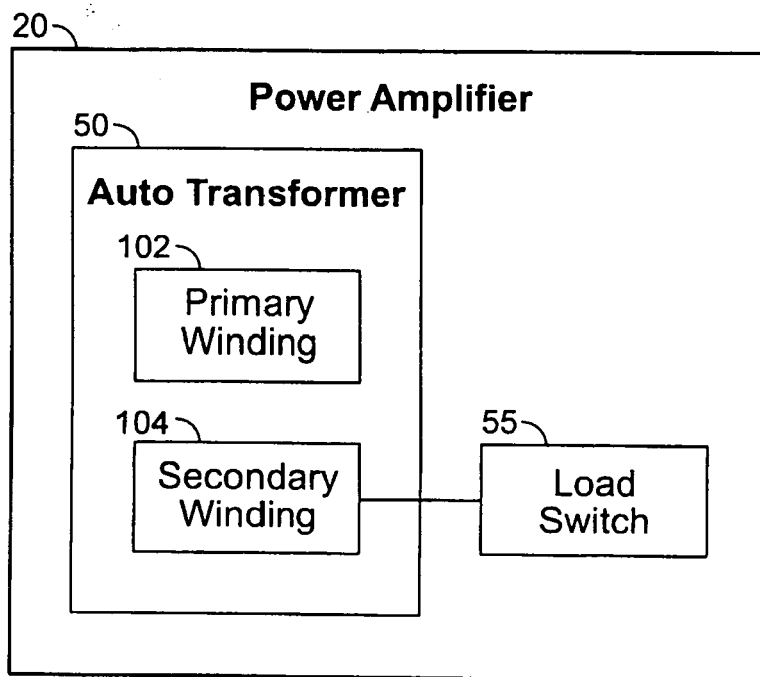 20
Power Amplifier
50
Auto Transformer
102
Primary
Winding
104
Secondary
Winding
55
Load
Switch